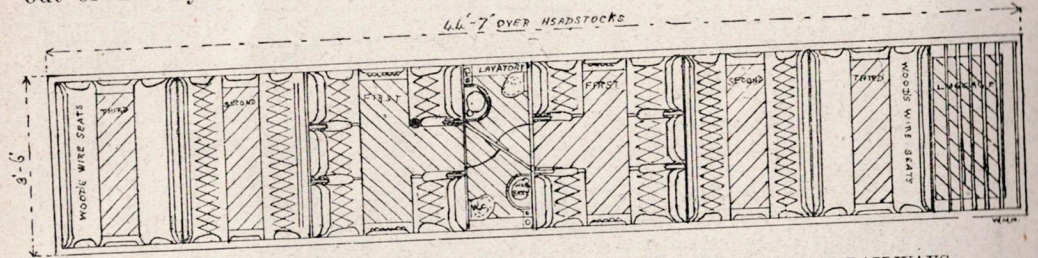 44'-7" OVER HEADSTOCKS
8'-6"
WOODS WIRE SEATS
THIRD
SECOND
FIRST
LAVATORY
W.C.
FIRST
SECOND
THIRD
WOODS WIRE SEATS
LUGGAGE
W.H.H.